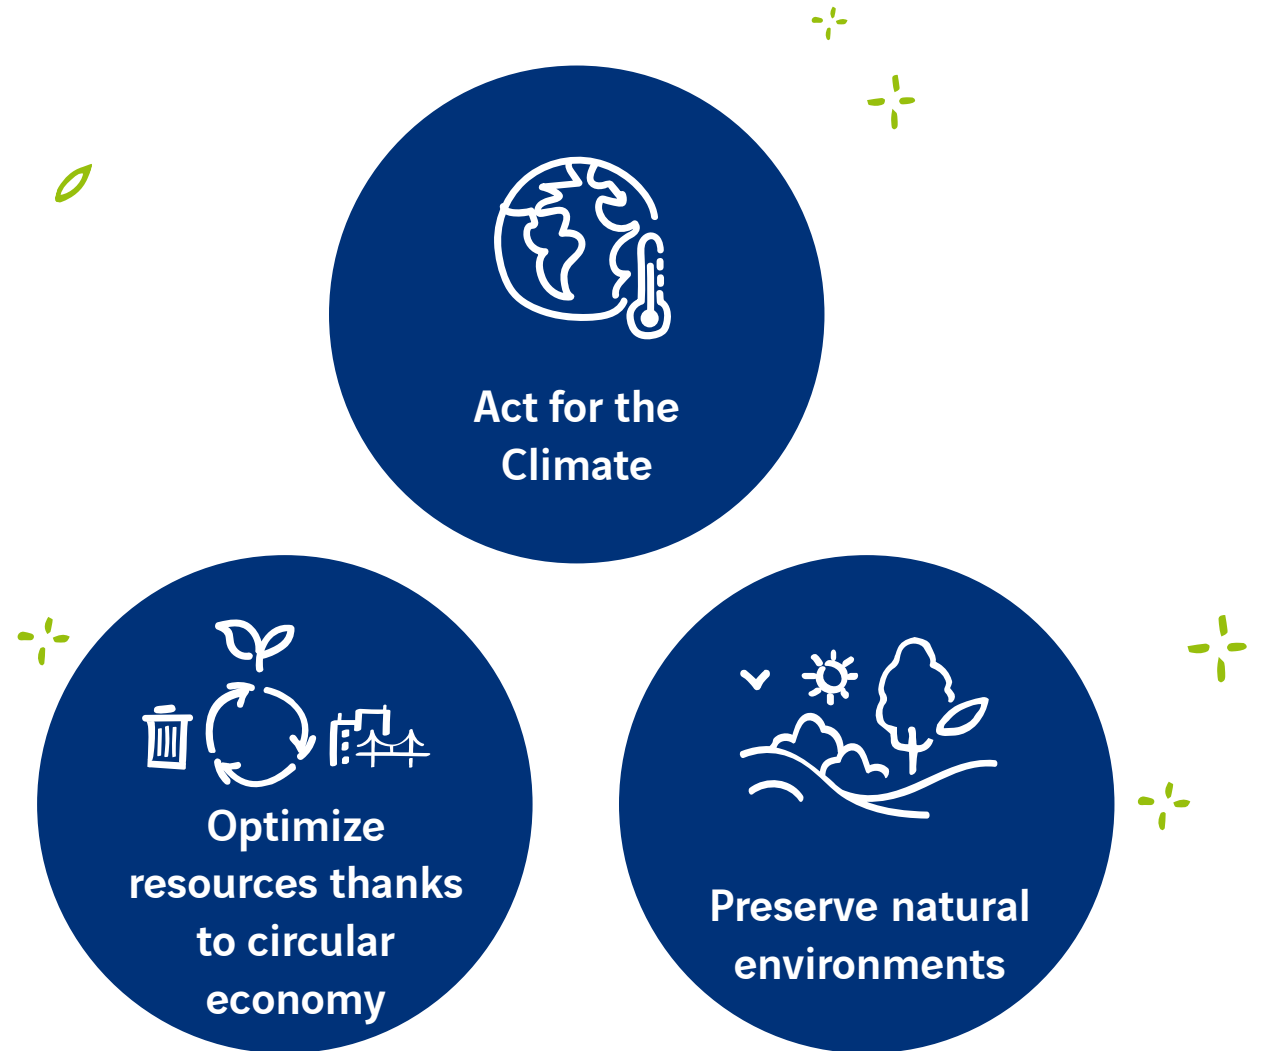 Act for the
Climate
Optimize
resources thanks
to circular
economy
Preserve natural
environments